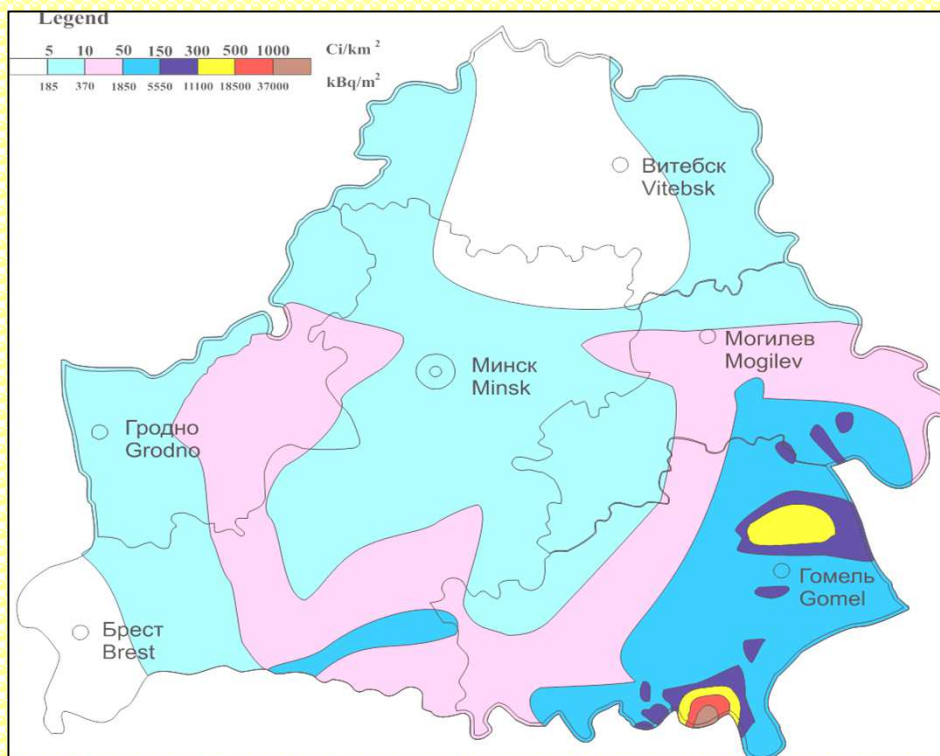 Legend
5 10 50 150 300 500 1000 Ci/km²
185 370 1850 5550 11100 18500 37000 kBq/m²
Витебск
Vitebsk
Могилев
Mogilev
Минск
Minsk
Гродно
Grodno
Гомель
Gomel
Брест
Brest